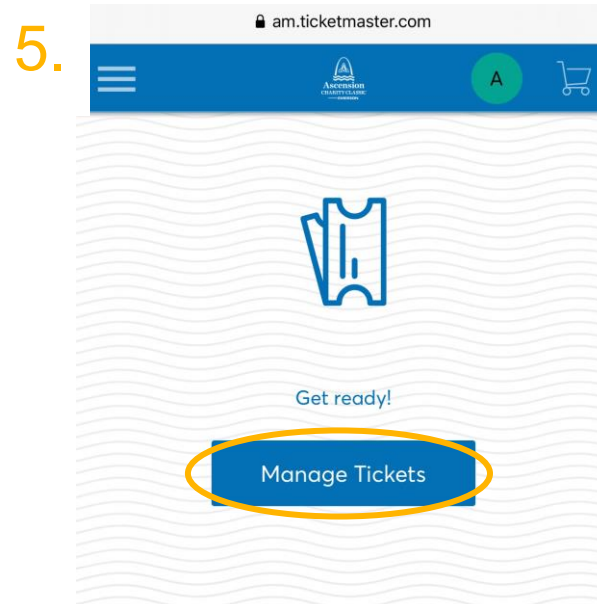 5.
am.ticketmaster.com
Ascension
CHARITY CLASSIC
A
Get ready!
Manage Tickets